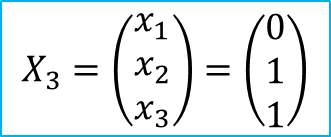 X₃ = (x₁ x₂ x₃) = (0 1 1)